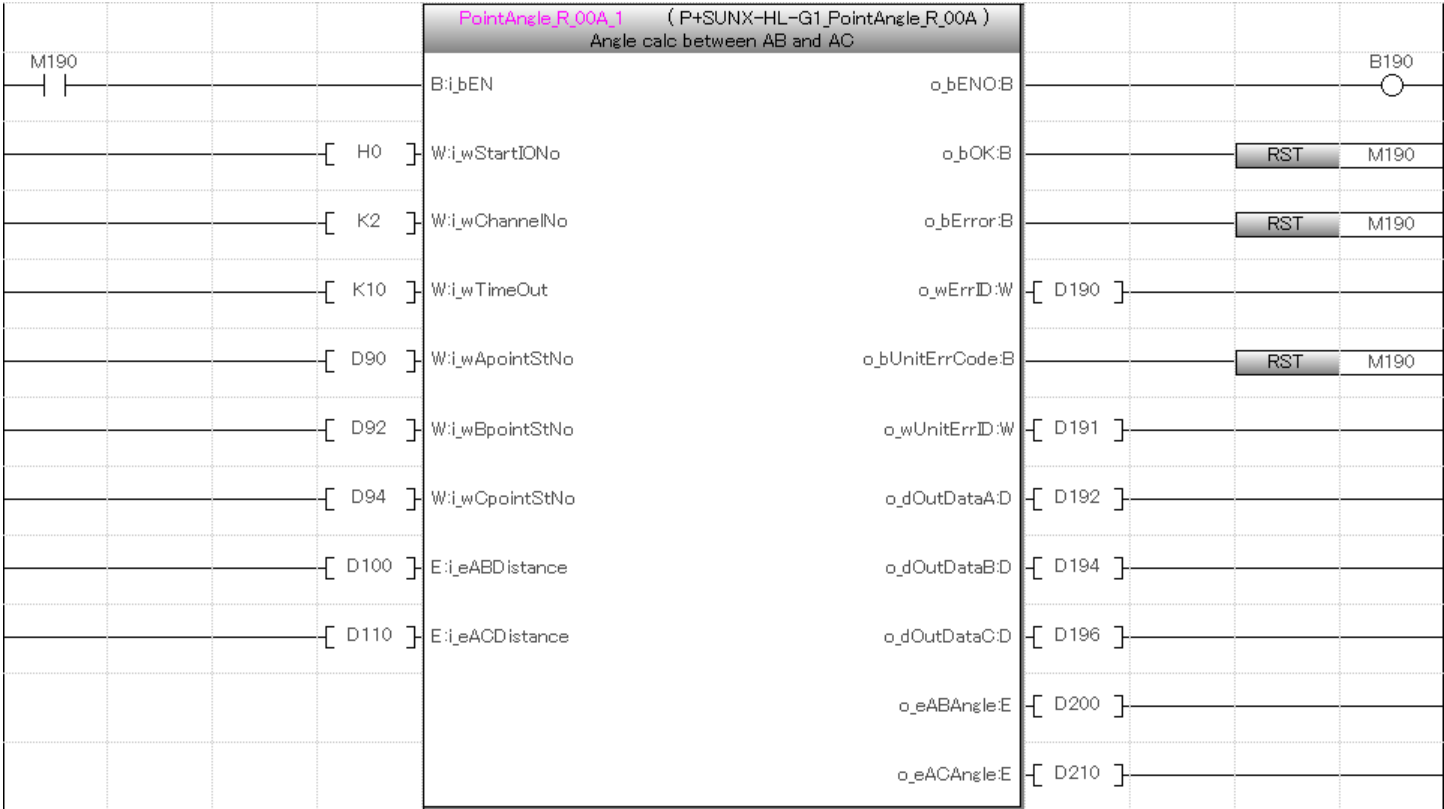 PointAngle_R_00A_1 ( P+SUNX-HL-G1_PointAngle_R_00A )
Angle calc between AB and AC
M190 B190
B:i_bEN o_bENO:B
H0 W:i_wStartIONo o_bOK:B RST M190
K2 W:i_wChannelNo o_bError:B RST M190
K10 W:i_wTimeOut o_wErrID:W D190
D90 W:i_wApointStNo o_bUnitErrCode:B RST M190
D92 W:i_wBpointStNo o_wUnitErrID:W D191
D94 W:i_wCpointStNo o_dOutDataA:D D192
D100 E:i_eABDistance o_dOutDataB:D D194
D110 E:i_eACDistance o_dOutDataC:D D196
o_eABAngle:E D200
o_eACAngle:E D210